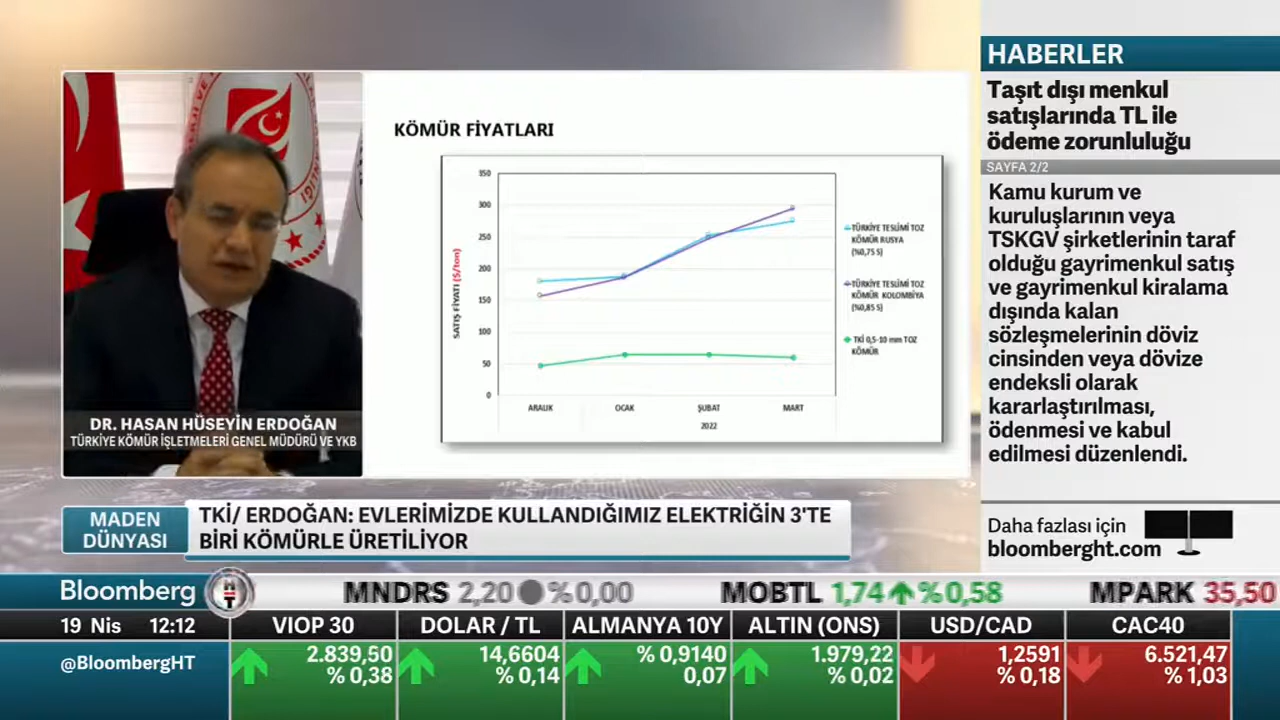 KÖMÜR FİYATLARI
350
300
250
200
150
100
50
0
SATIŞ FİYATI ($/ton)
ARALIK
OCAK
ŞUBAT
MART
2022
TÜRKİYE TESLİMİ TOZ
KÖMÜR RUSYA
(%0,75 S)
TÜRKİYE TESLİMİ TOZ
KÖMÜR KOLOMBİYA
(%0,85 S)
TKİ 0,5-10 mm TOZ
KÖMÜR
DR. HASAN HÜSEYİN ERDOĞAN
TÜRKİYE KÖMÜR İŞLETMELERİ GENEL MÜDÜRÜ VE YKB
MADEN
DÜNYASI
TKİ/ ERDOĞAN: EVLERİMİZDE KULLANDIĞIMIZ ELEKTRİĞİN 3'TE
BİRİ KÖMÜRLE ÜRETİLİYOR
HABERLER
Taşıt dışı menkul
satışlarında TL ile
ödeme zorunluluğu
SAYFA 2/2
Kamu kurum ve
kuruluşlarının veya
TSKGV şirketlerinin taraf
olduğu gayrimenkul satış
ve gayrimenkul kiralama
dışında kalan
sözleşmelerinin döviz
cinsinden veya dövize
endeksli olarak
kararlaştırılması,
ödenmesi ve kabul
edilmesi düzenlendi.
Daha fazlası için
bloomberght.com
Bloomberg HT
MNDRS 2,20 %0,00 MOBTL 1,74 %0,58 MPARK 35,50
19 Nis 12:12
@BloombergHT
VIOP 30
2.839,50
% 0,38
DOLAR / TL
14,6604
% 0,14
ALMANYA 10Y
% 0,9140
0,07
ALTIN (ONS)
1.979,22
% 0,02
USD/CAD
1,2591
% 0,18
CAC40
6.521,47
% 1,03